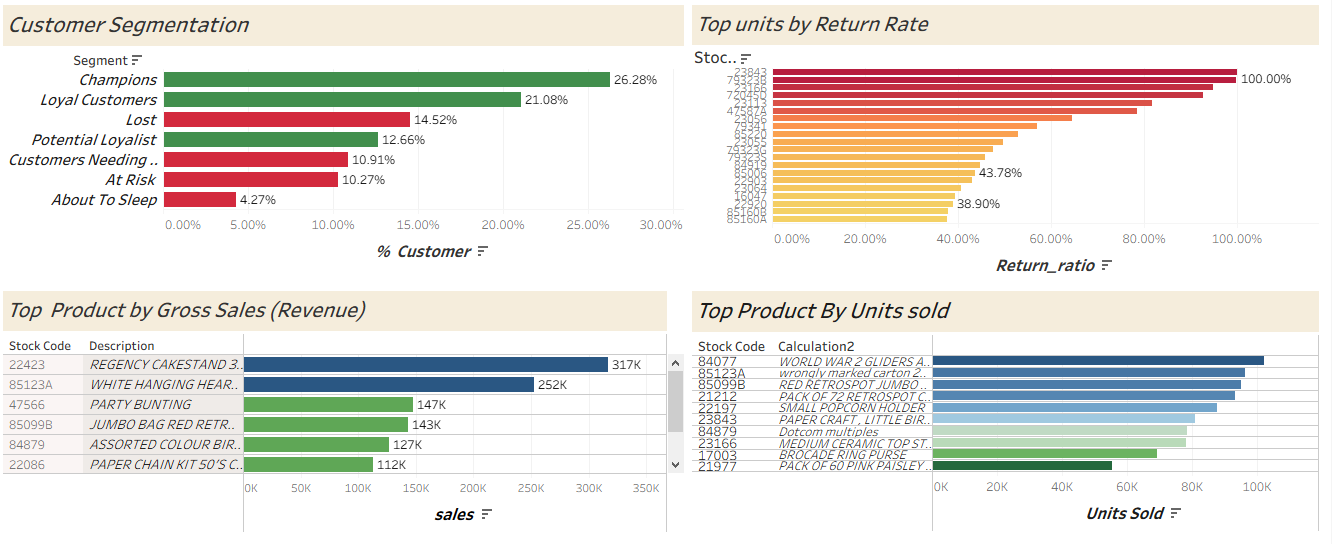 Customer Segmentation
Segment
Champions 26.28%
Loyal Customers 21.08%
Lost 14.52%
Potential Loyalist 12.66%
Customers Needing .. 10.91%
At Risk 10.27%
About To Sleep 4.27%
0.00% 5.00% 10.00% 15.00% 20.00% 25.00% 30.00%
% Customer
Top units by Return Rate
Stoc..
23843
79323B 100.00%
23166
72045D
23113
47587A
23056
79341
85220
23055
79323G
79323S
84919
85006 43.78%
22903
23064
16047
22920 38.90%
85160B
85160A
0.00% 20.00% 40.00% 60.00% 80.00% 100.00%
Return_ratio
Top Product by Gross Sales (Revenue)
Stock Code Description
22423 REGENCY CAKESTAND 3.. 317K
85123A WHITE HANGING HEAR.. 252K
47566 PARTY BUNTING 147K
85099B JUMBO BAG RED RETR.. 143K
84879 ASSORTED COLOUR BIR.. 127K
22086 PAPER CHAIN KIT 50'S C.. 112K
0K 50K 100K 150K 200K 250K 300K 350K
sales
Top Product By Units sold
Stock Code Calculation2
84077 WORLD WAR 2 GLIDERS A..
85123A wrongly marked carton 2..
85099B RED RETROSPOT JUMBO ..
21212 PACK OF 72 RETROSPOT C..
22197 SMALL POPCORN HOLDER
23843 PAPER CRAFT , LITTLE BIR..
84879 Dotcom multiples
23166 MEDIUM CERAMIC TOP ST..
17003 BROCADE RING PURSE
21977 PACK OF 60 PINK PAISLEY ..
0K 20K 40K 60K 80K 100K
Units Sold